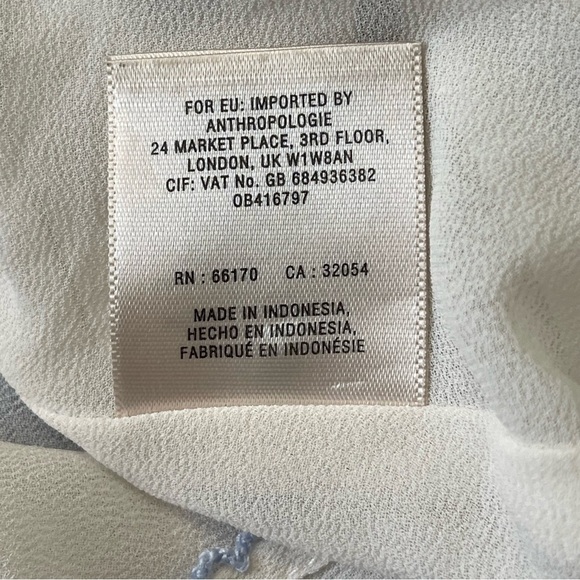 FOR EU: IMPORTED BY
ANTHROPOLOGIE
24 MARKET PLACE, 3RD FLOOR,
LONDON, UK W1W8AN
CIF: VAT No. GB 684936382
OB416797
RN : 66170 CA : 32054
MADE IN INDONESIA,
HECHO EN INDONESIA,
FABRIQUÉ EN INDONÉSIE